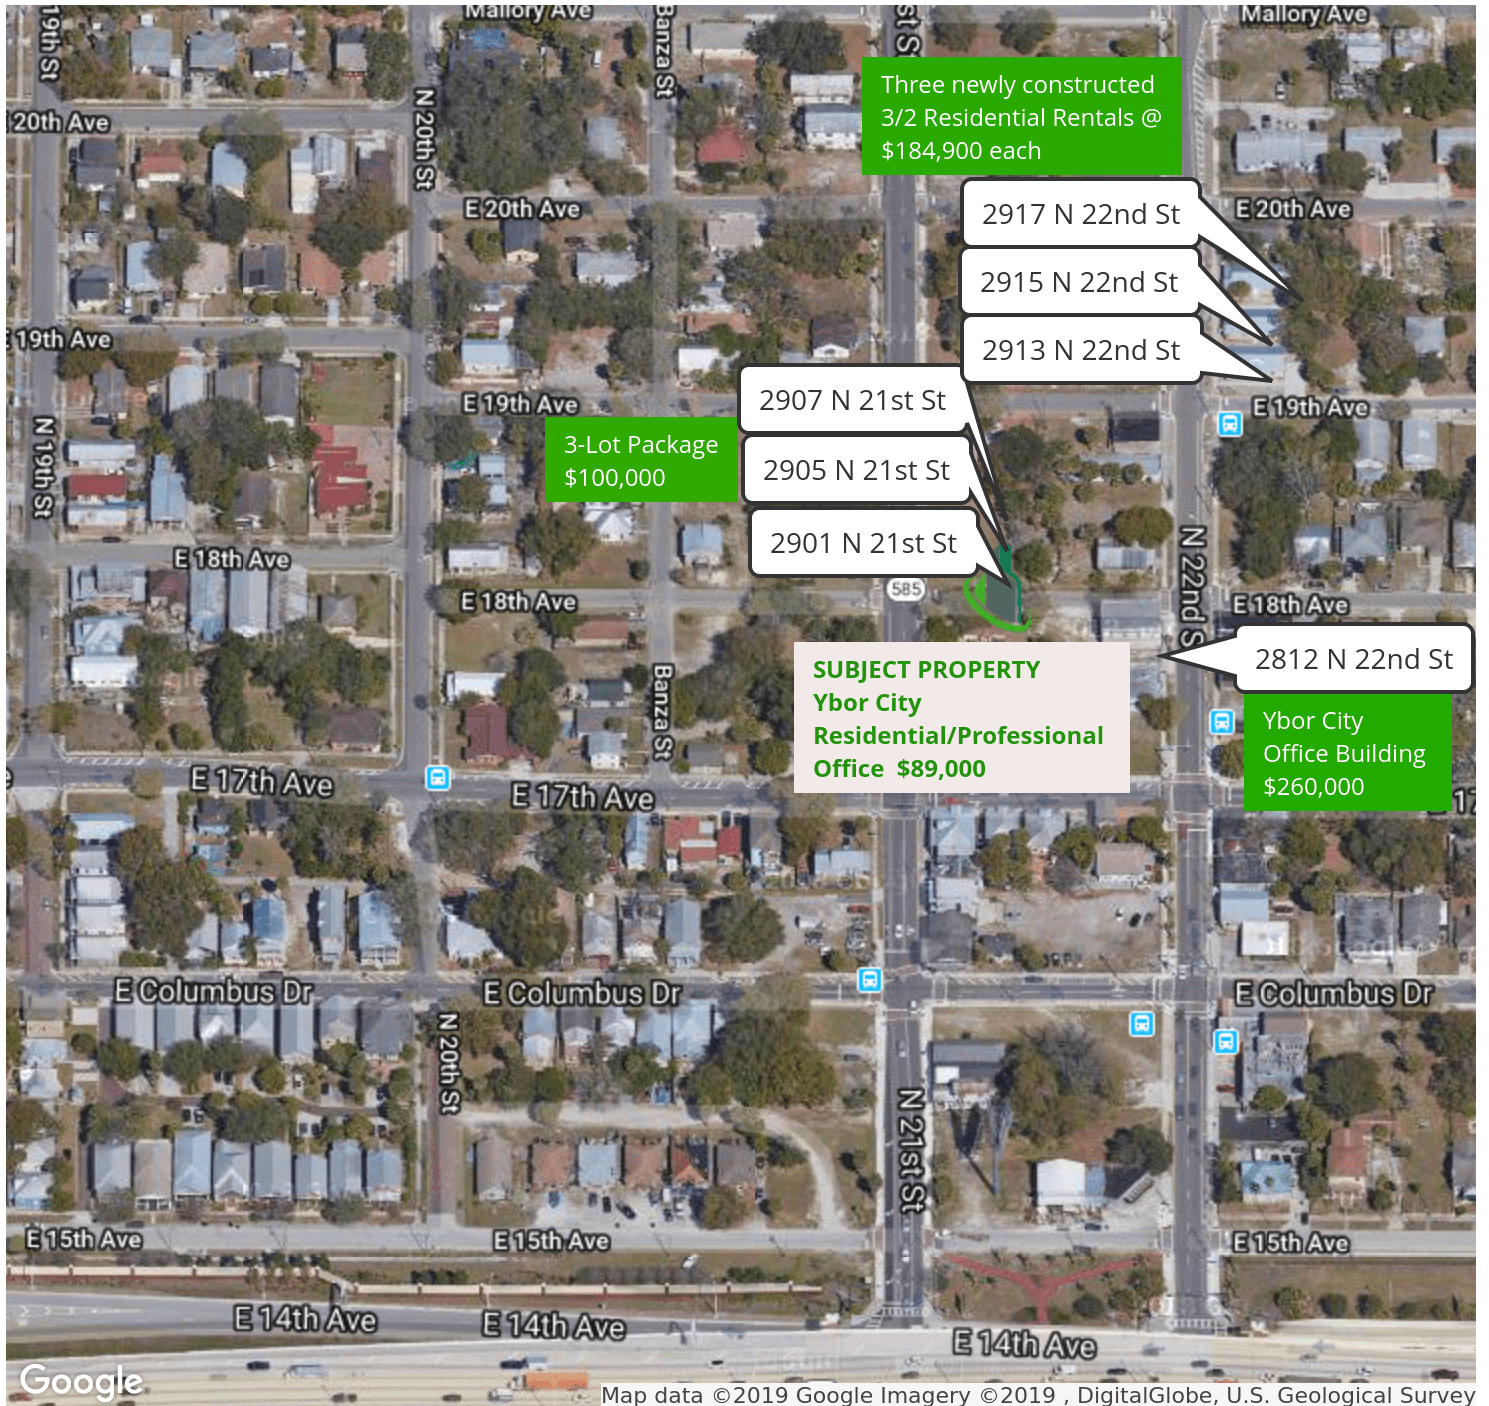 19th St
Mallory Ave
Banza St
st St
Mallory Ave
Three newly constructed
3/2 Residential Rentals @
$184,900 each
20th Ave
N 20th St
E 20th Ave
2917 N 22nd St
E 20th Ave
2915 N 22nd St
2913 N 22nd St
E 19th Ave
2907 N 21st St
E 19th Ave
E 19th Ave
N 19th St
3-Lot Package
$100,000
2905 N 21st St
2901 N 21st St
E 18th Ave
N 22nd S
E 18th Ave
585
E 18th Ave
2812 N 22nd St
SUBJECT PROPERTY
Ybor City
Residential/Professional
Office $89,000
Banza St
Ybor City
Office Building
$260,000
E 17th Ave
E 17th Ave
E 17
E Columbus Dr
E Columbus Dr
E Columbus Dr
N 20th St
N 21st St
E 15th Ave
E 15th Ave
E 15th Ave
E 14th Ave
E 14th Ave
E 14th Ave
Google
Map data ©2019 Google Imagery ©2019 , DigitalGlobe, U.S. Geological Survey